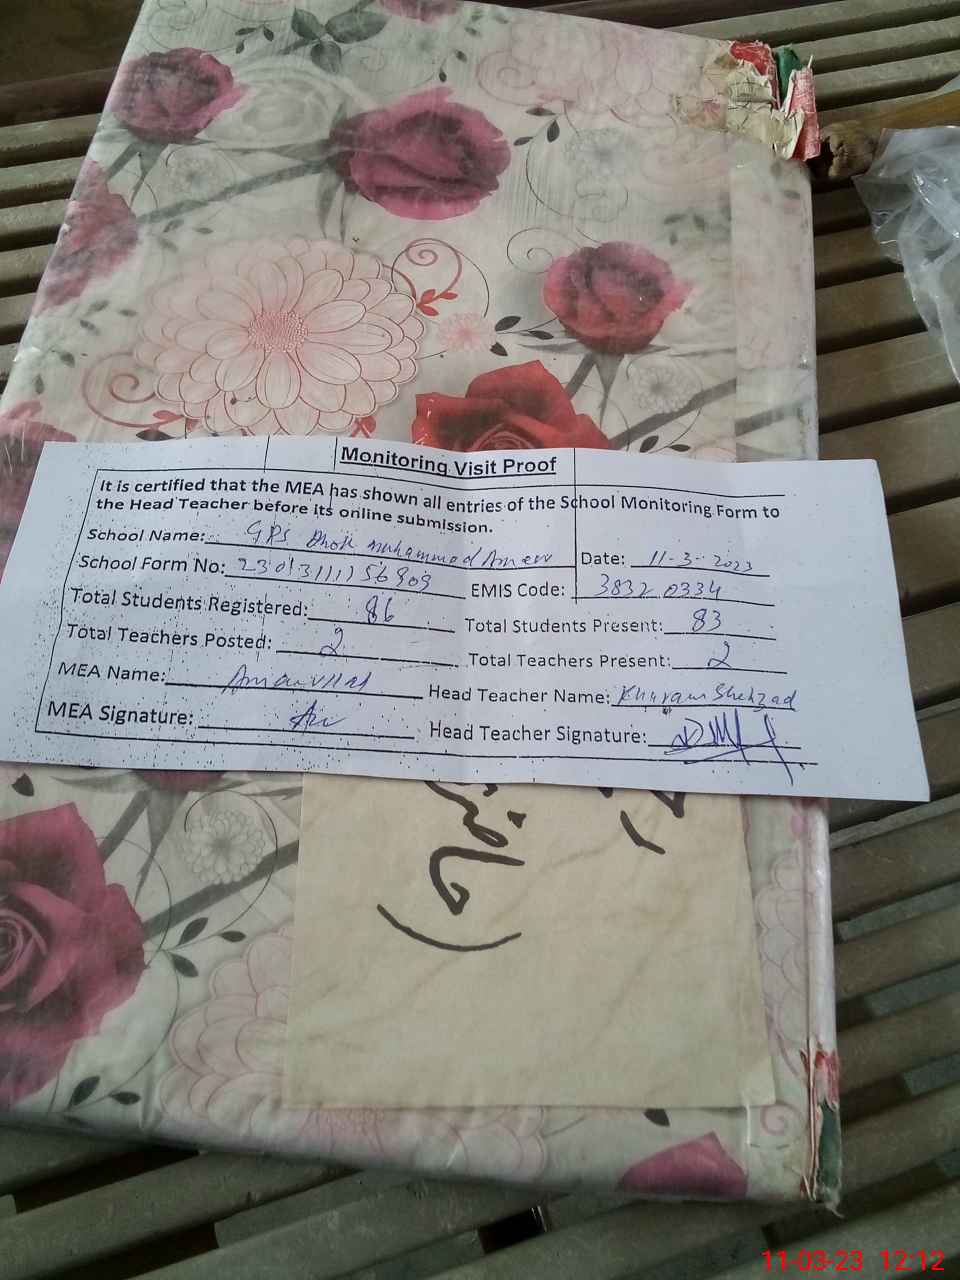 Monitoring Visit Proof
It is certified that the MEA has shown all entries of the School Monitoring Form to
the Head Teacher before its online submission.
School Name: GPS Dhok Muhammad Ameer Date: 11-3-2023
School Form No: EMIS Code: 38320334
Total Students Registered: 86 Total Students Present: 83
Total Teachers Posted: 2 Total Teachers Present: 2
MEA Name: Head Teacher Name: Khuram Shehzad
MEA Signature: Head Teacher Signature:
11-03-23 12:12